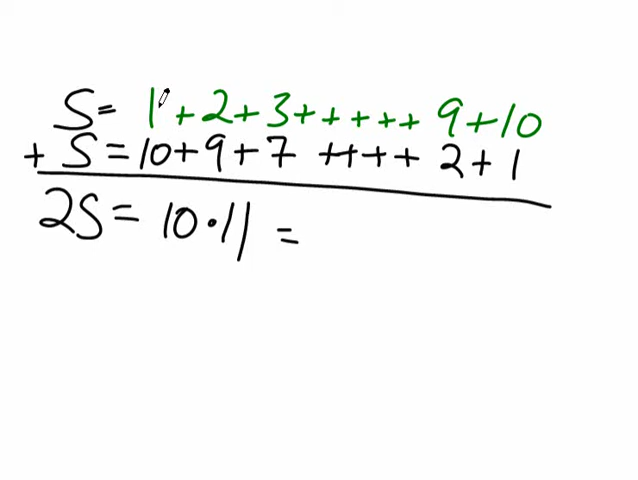 S= 1+2+3+++++ 9+10
+ S=10+9+7 ++++ 2+1
2S= 10·11 =